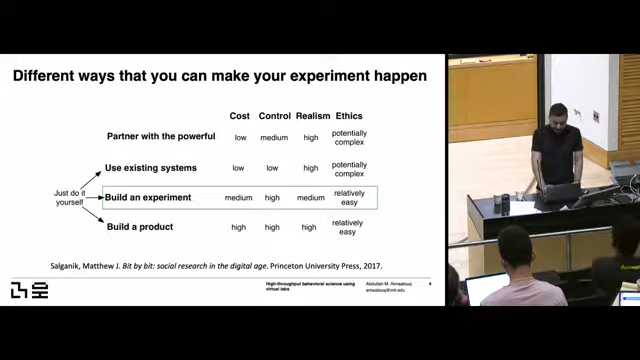 Different ways that you can make your experiment happen
Cost Control Realism Ethics
Partner with the powerful low medium high potentially complex
Use existing systems low low high potentially complex
Just do it yourself
Build an experiment medium high medium relatively easy
Build a product high high high relatively easy
Salganik, Matthew J. Bit by bit: social research in the digital age. Princeton University Press, 2017.
High-throughput behavioral science using virtual labs
Abdullah M. Almaatouq
amaatouq@mit.edu
4